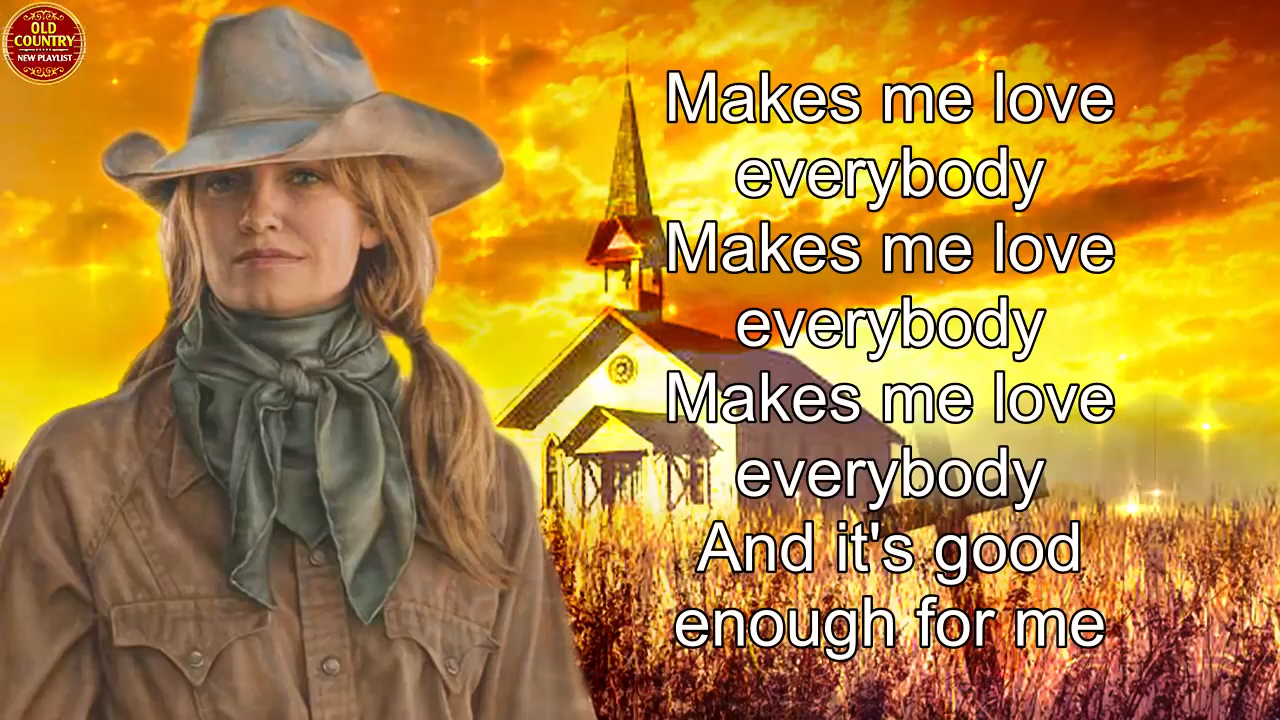 OLD
COUNTRY
NEW PLAYLIST
Makes me love
everybody
Makes me love
everybody
Makes me love
everybody
And it's good
enough for me